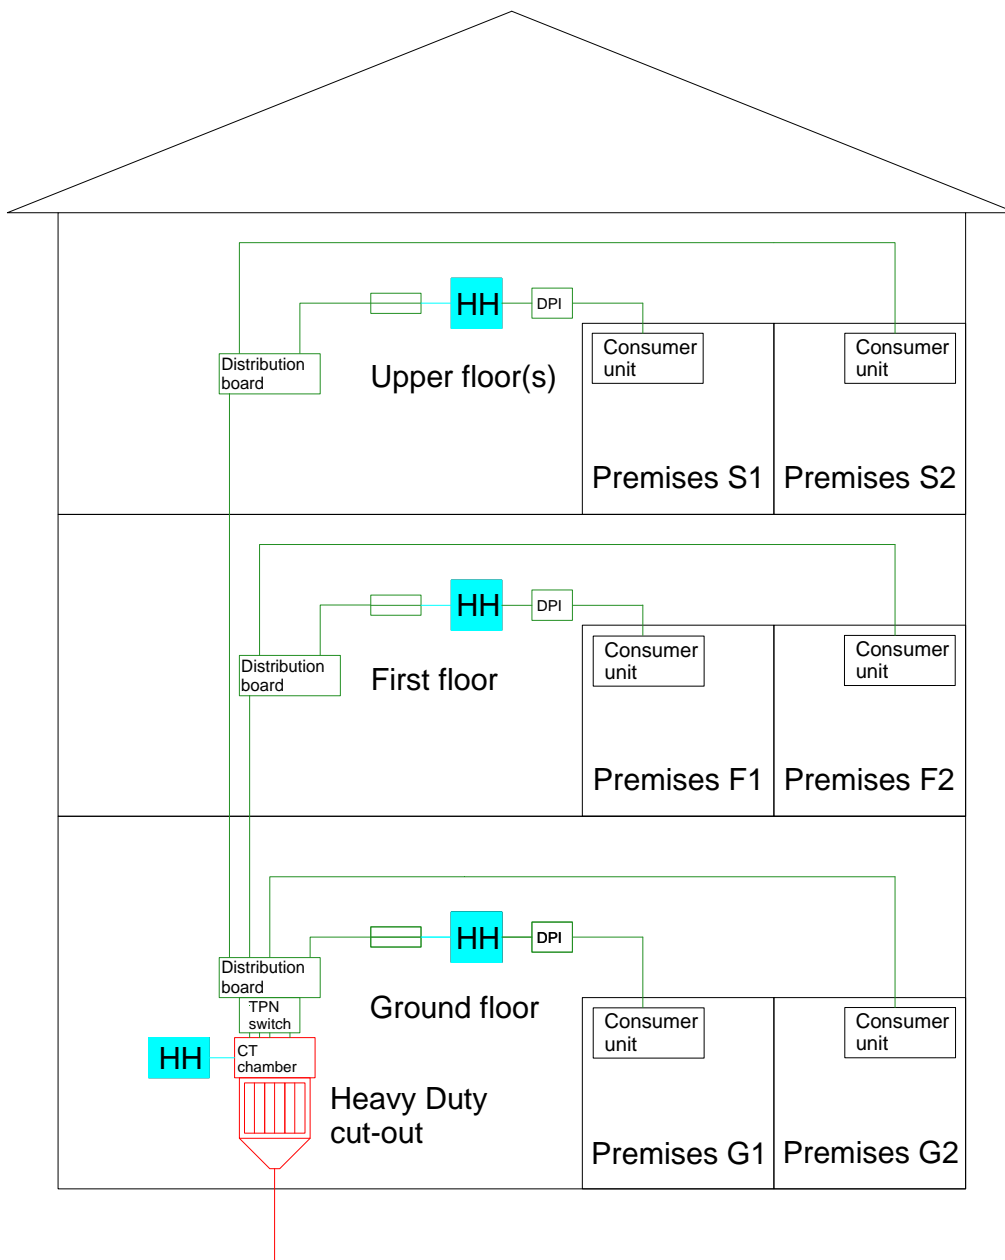 HH
DPI
Distribution
board
Upper floor(s)
Consumer
unit
Consumer
unit
Premises S1
Premises S2
HH
DPI
Distribution
board
First floor
Consumer
unit
Consumer
unit
Premises F1
Premises F2
HH
DPI
Distribution
board
Ground floor
TPN
switch
Consumer
unit
Consumer
unit
HH
CT
chamber
Heavy Duty
cut-out
Premises G1
Premises G2